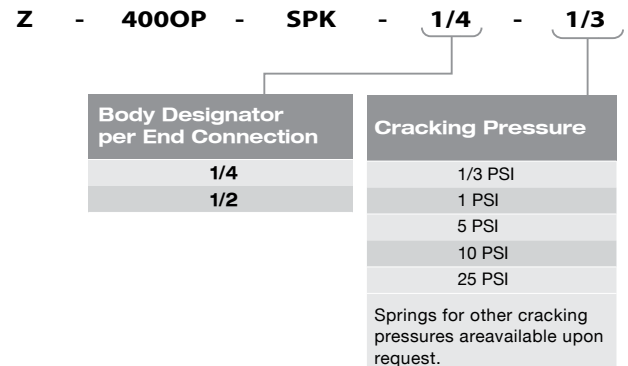 Z - 400OP - SPK - 1/4 - 1/3
Body Designator
per End Connection
1/4
1/2
Cracking Pressure
1/3 PSI
1 PSI
5 PSI
10 PSI
25 PSI
Springs for other cracking
pressures areavailable upon
request.